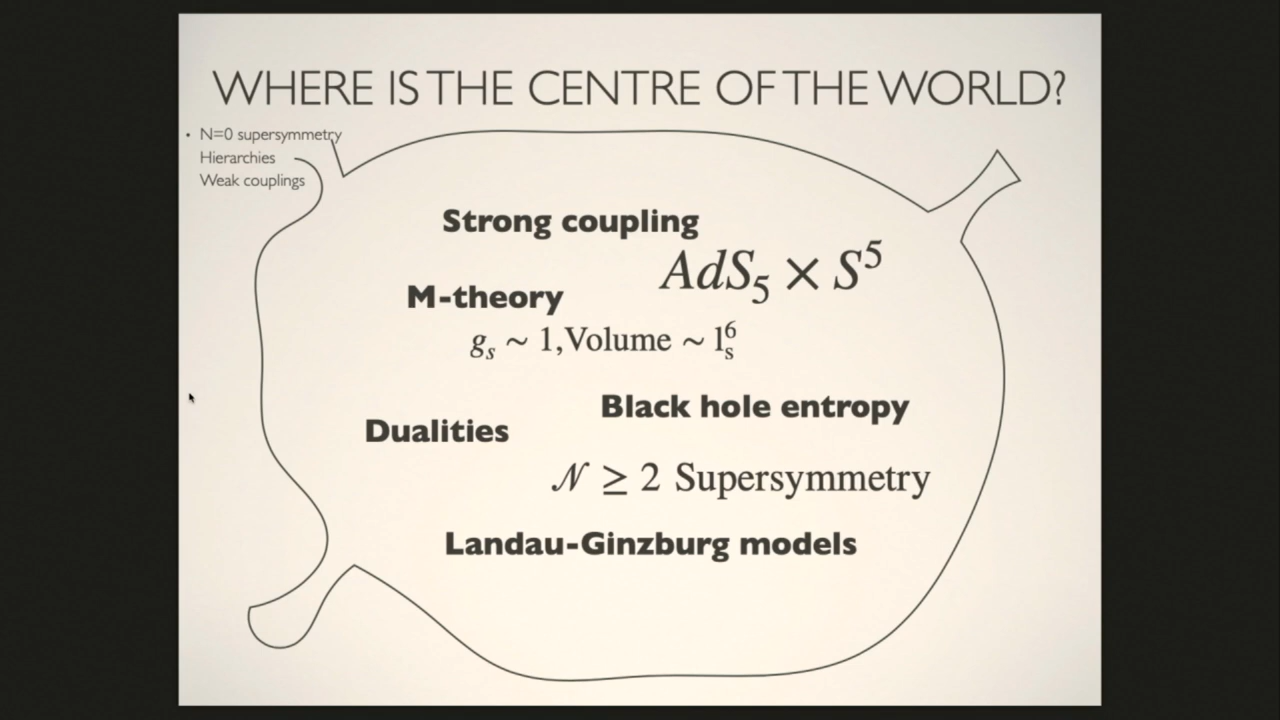 WHERE IS THE CENTRE OF THE WORLD?
• N=0 supersymmetry
Hierarchies
Weak couplings
Strong coupling
AdS₅ × S⁵
M-theory
gₛ ~ 1,Volume ~ lₛ⁶
Black hole entropy
Dualities
𝒩 ≥ 2 Supersymmetry
Landau-Ginzburg models